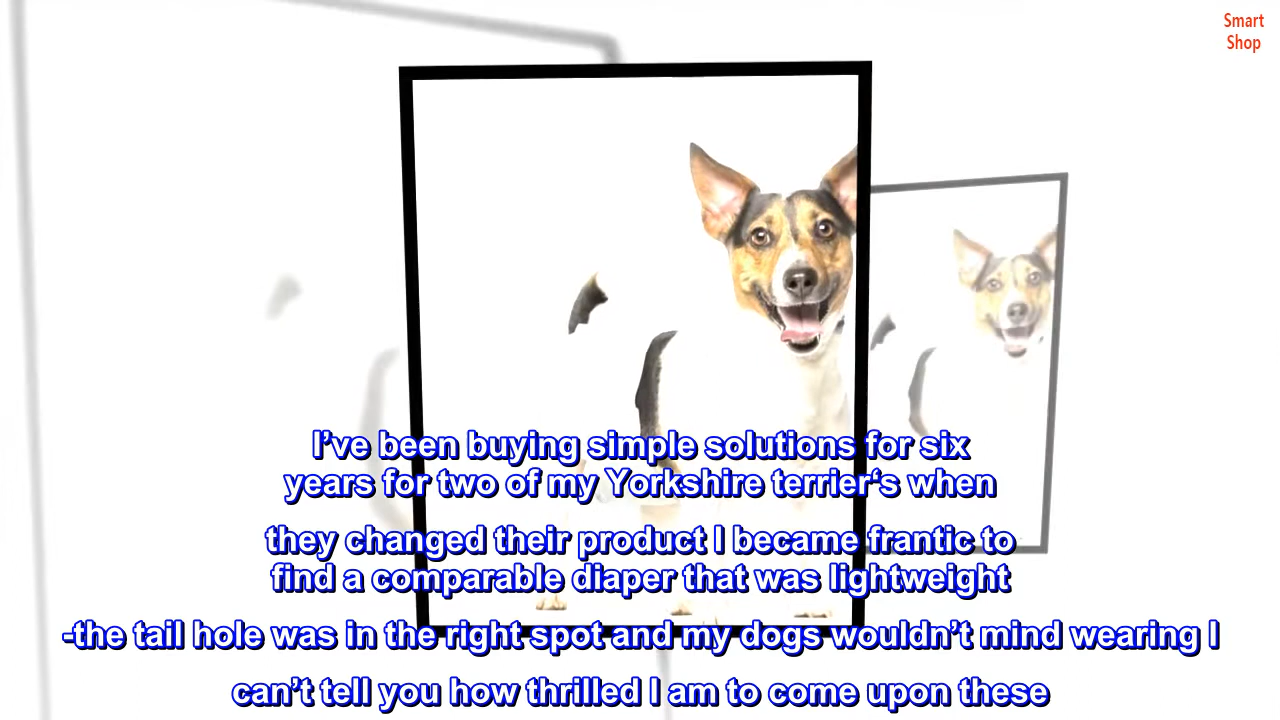 Smart
Shop
I've been buying simple solutions for six
years for two of my Yorkshire terrier‘s when
they changed their product I became frantic to
find a comparable diaper that was lightweight
-the tail hole was in the right spot and my dogs wouldn't mind wearing I
can't tell you how thrilled I am to come upon these